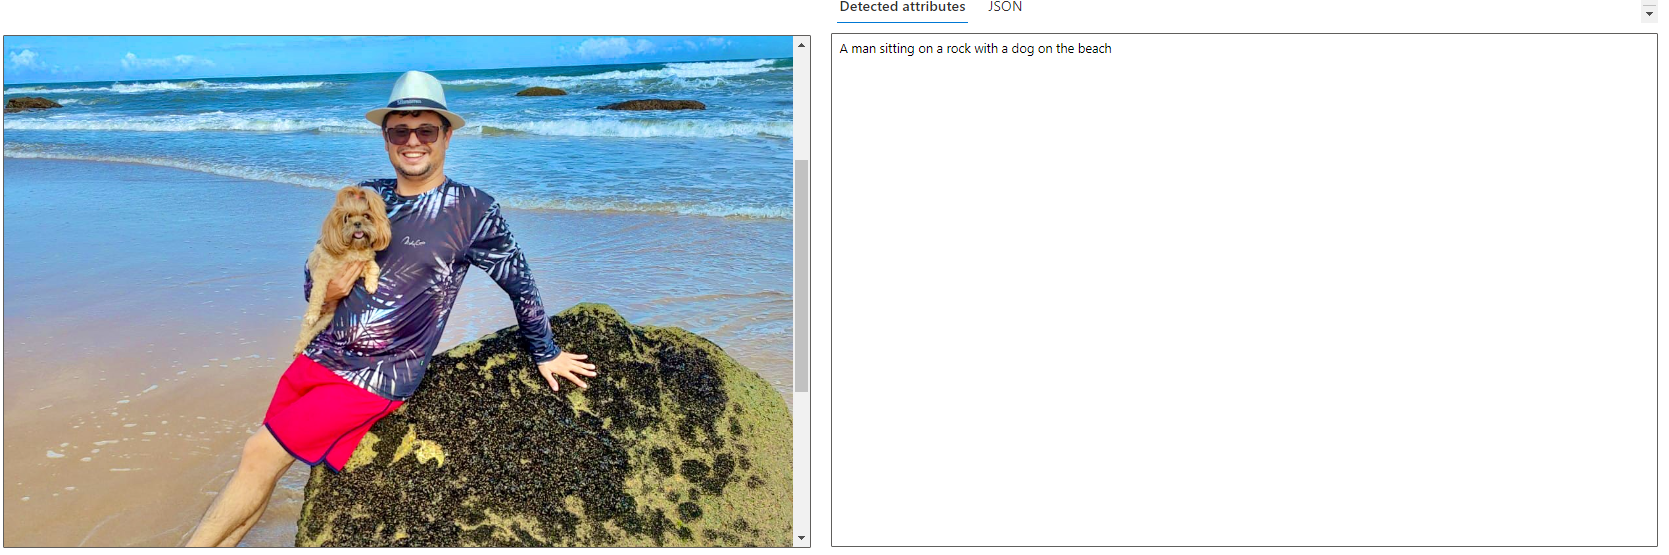 Detected attributes JSON
A man sitting on a rock with a dog on the beach